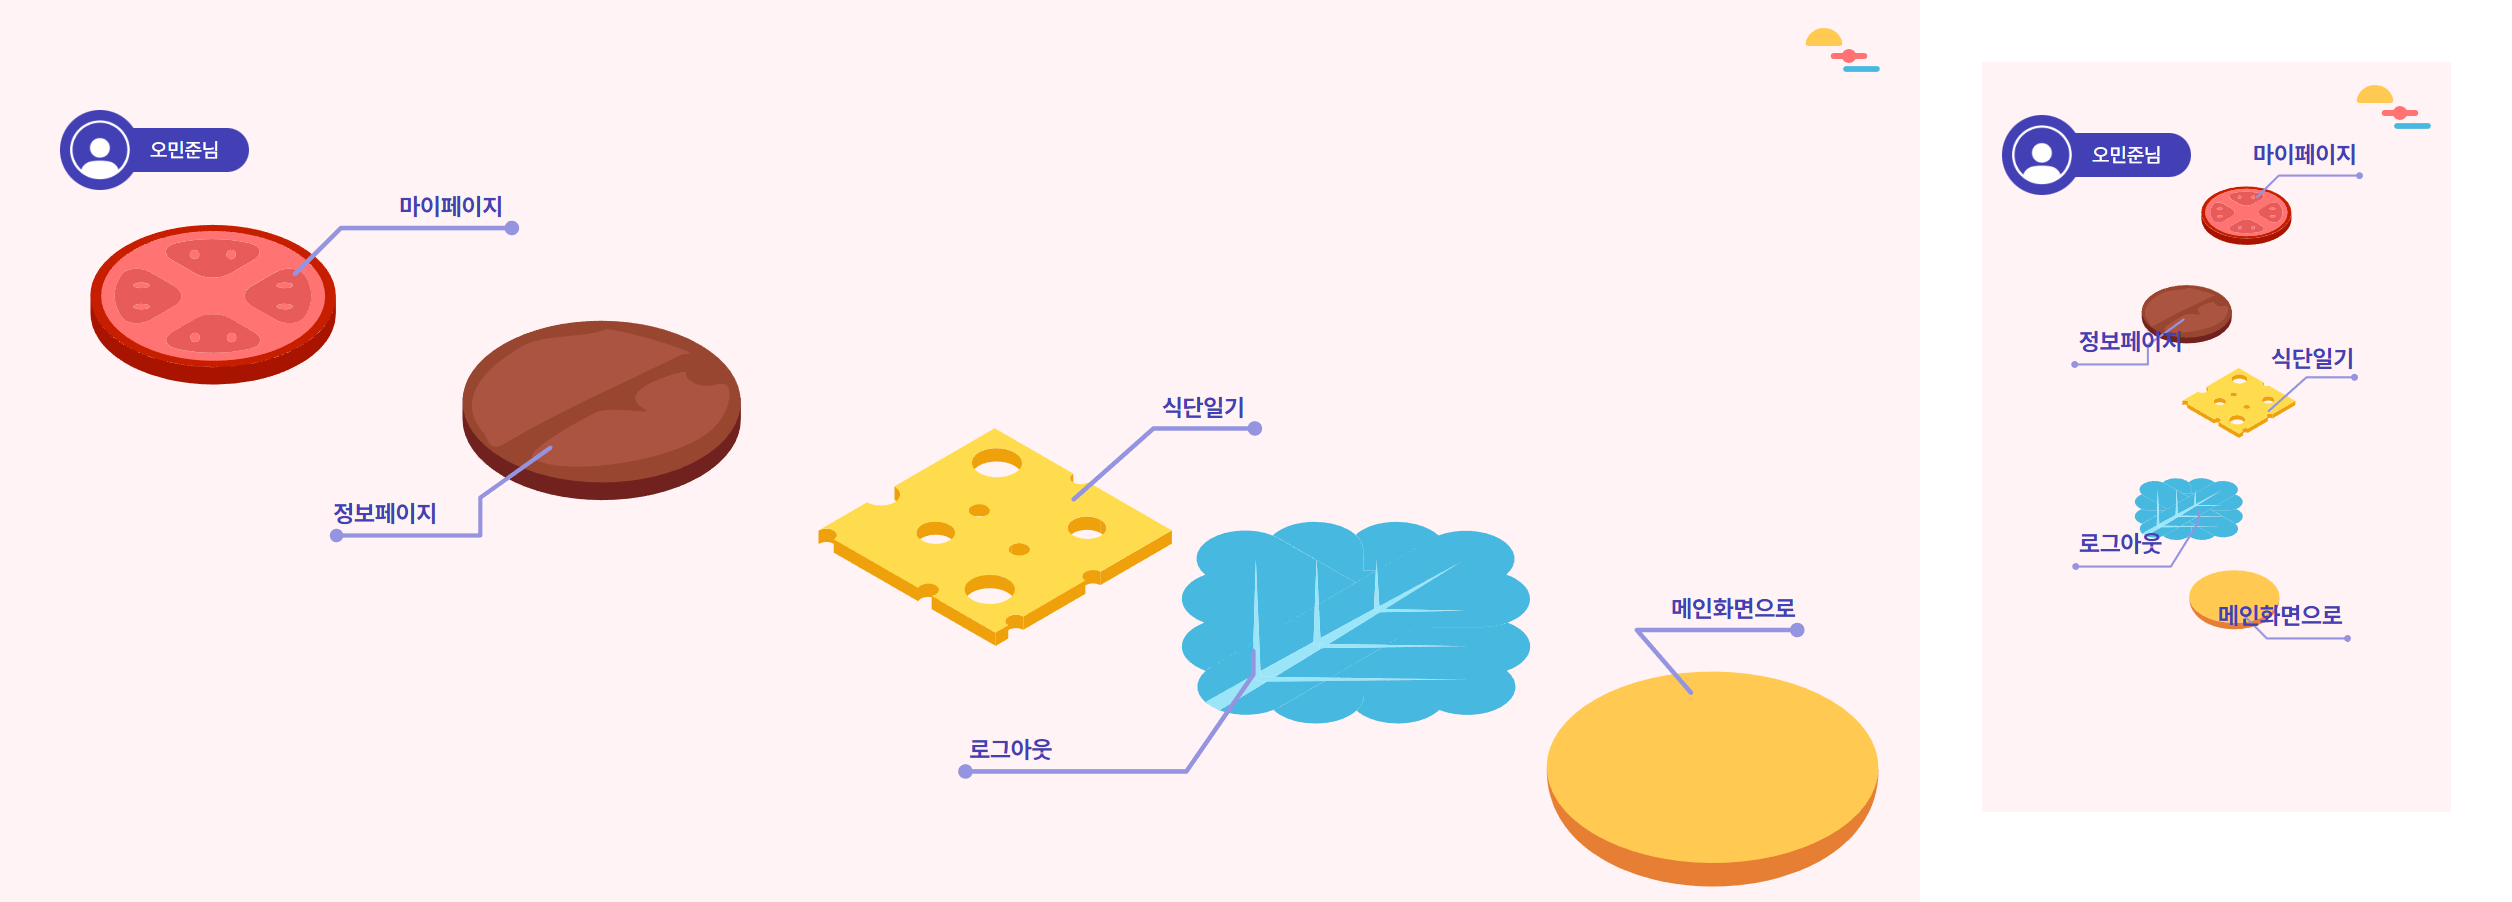 오민준님
마이페이지
정보페이지
식단일기
로그아웃
메인화면으로
오민준님
마이페이지
정보페이지
식단일기
로그아웃
메인화면으로